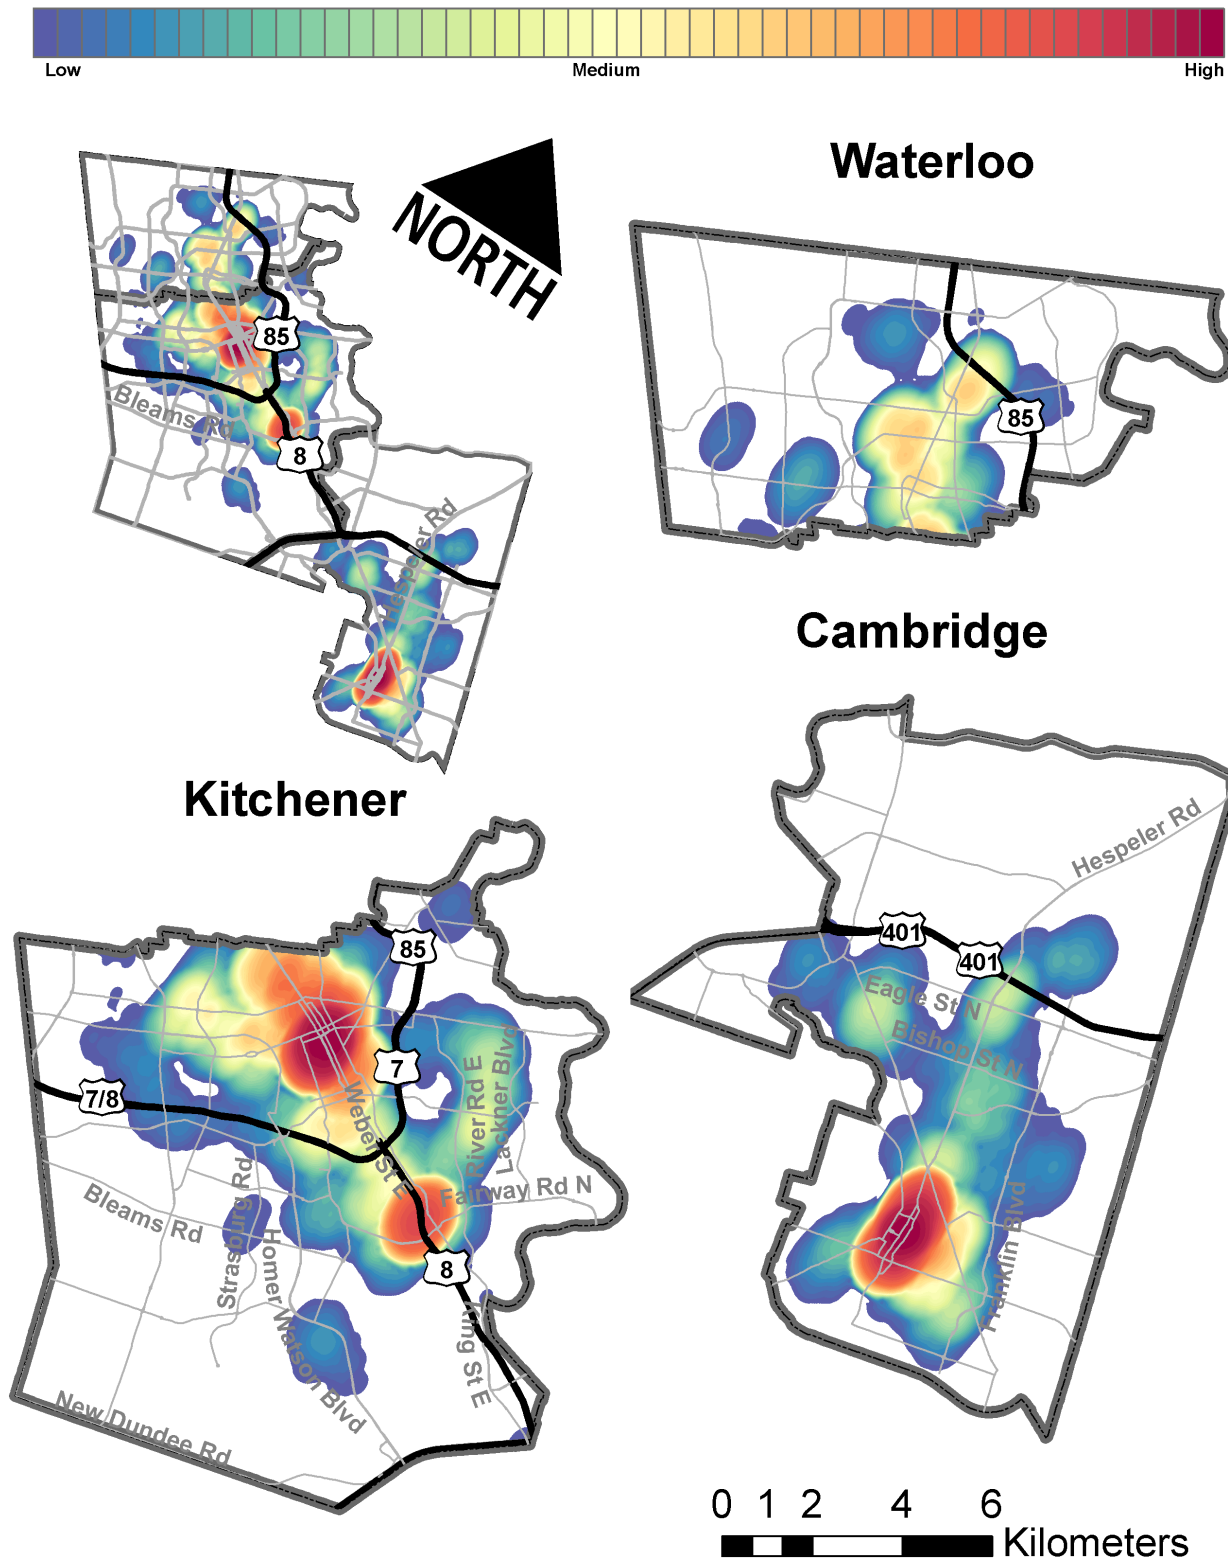 Low Medium High
Waterloo
NORTH
85
Bleams Rd
8
Hespeler Rd
85
Cambridge
Kitchener
Hespeler Rd
401
401
Eagle St N
Bishop St N
Franklin Blvd
85
7
7/8
Weber St E
River Rd E
Lackner Blvd
Fairway Rd N
Bleams Rd
Strasburg Rd
Homer Watson Blvd
8
King St E
New Dundee Rd
0 1 2 4 6
Kilometers